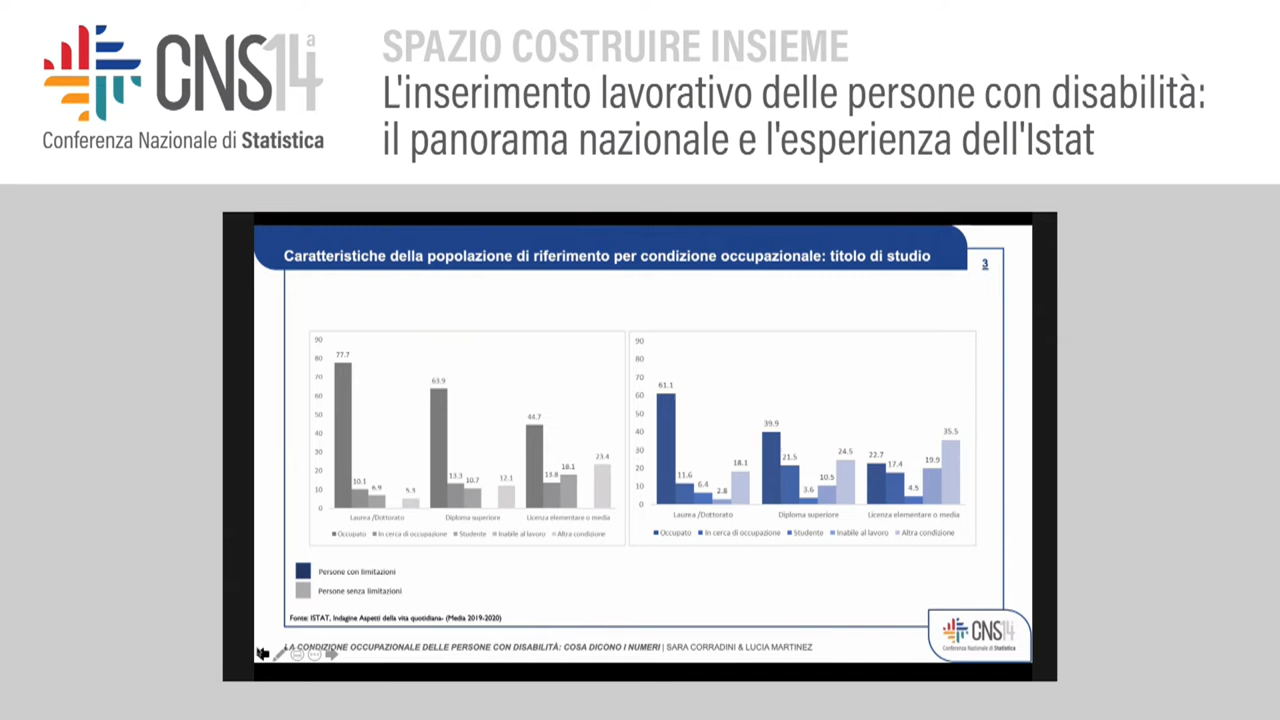 CNS14a
Conferenza Nazionale di Statistica
SPAZIO COSTRUIRE INSIEME
L'inserimento lavorativo delle persone con disabilità:
il panorama nazionale e l'esperienza dell'Istat
Caratteristiche della popolazione di riferimento per condizione occupazionale: titolo di studio
3
90
80
70
60
50
40
30
20
10
0
77.7
10.1
6.9
5.3
63.9
13.3
10.7
12.1
44.7
13.8
18.1
23.4
Laurea /Dottorato
Diploma superiore
Licenza elementare o media
Occupato In cerca di occupazione Studente Inabile al lavoro Altra condizione
90
80
70
60
50
40
30
20
10
0
61.1
11.6
6.4
2.8
18.1
39.9
21.5
3.6
10.5
24.5
22.7
17.4
4.5
19.9
35.5
Laurea /Dottorato
Diploma superiore
Licenza elementare o media
Occupato In cerca di occupazione Studente Inabile al lavoro Altra condizione
Persone con limitazioni
Persone senza limitazioni
Fonte: ISTAT, Indagine Aspetti della vita quotidiana- (Media 2019-2020)
LA CONDIZIONE OCCUPAZIONALE DELLE PERSONE CON DISABILITÀ: COSA DICONO I NUMERI | SARA CORRADINI & LUCIA MARTINEZ
CNS14
Conferenza Nazionale di Statistica